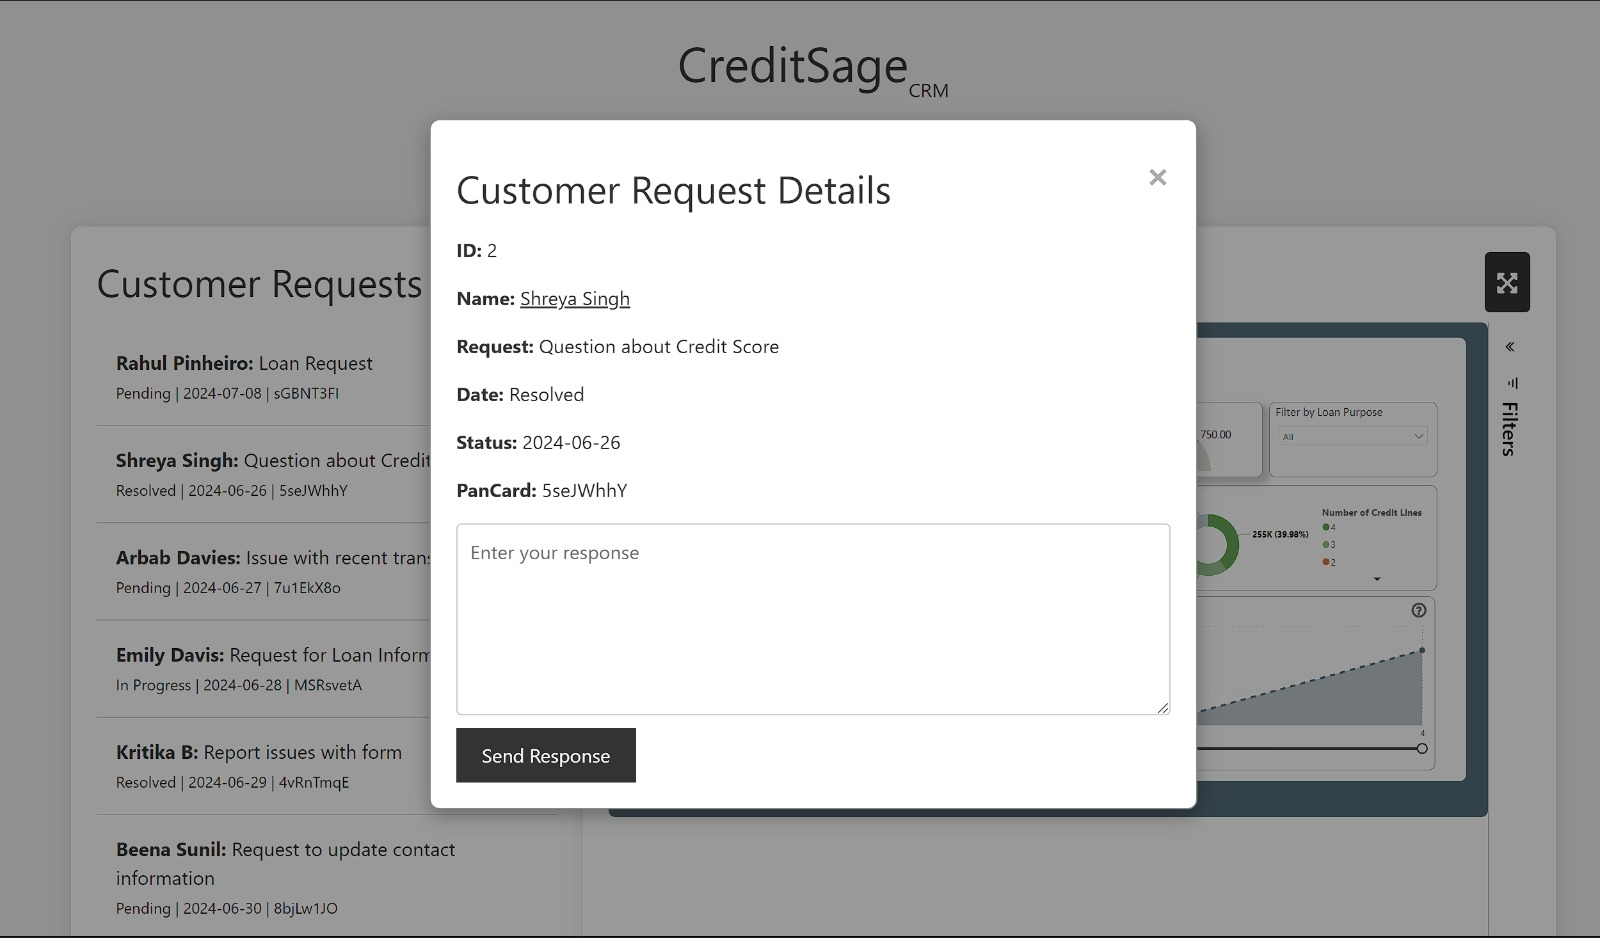 CreditSage CRM
Customer Request Details
×
ID: 2
Name: Shreya Singh
Request: Question about Credit Score
Date: Resolved
Status: 2024-06-26
PanCard: 5seJWhhY
Enter your response
Send Response
Customer Requests
Rahul Pinheiro: Loan Request
Pending | 2024-07-08 | sGBNT3FI
Shreya Singh: Question about Credit
Resolved | 2024-06-26 | 5seJWhhY
Arbab Davies: Issue with recent tran
Pending | 2024-06-27 | 7u1EkX8o
Emily Davis: Request for Loan Inform
In Progress | 2024-06-28 | MSRsvetA
Kritika B: Report issues with form
Resolved | 2024-06-29 | 4vRnTmqE
Beena Sunil: Request to update contact
information
Pending | 2024-06-30 | 8bjLw1JO
750.00
Filter by Loan Purpose
All
255K (39.98%)
Number of Credit Lines
4
3
2
4
Filters